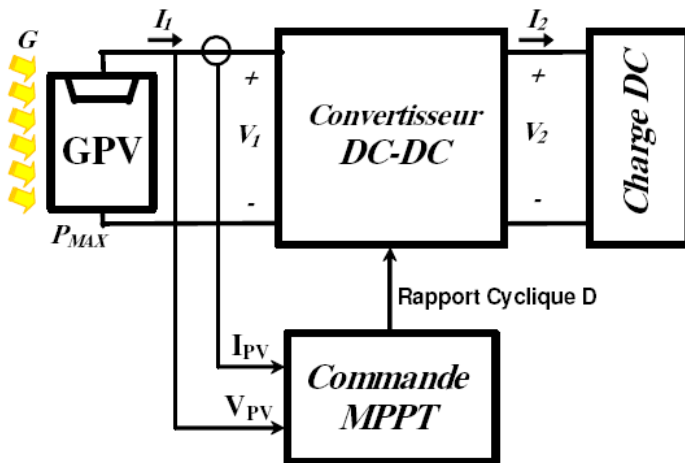 G
I1
I2
GPV
PMAX
+
V1
-
Convertisseur
DC-DC
+
V2
-
Charge DC
Rapport Cyclique D
IPV
VPV
Commande
MPPT